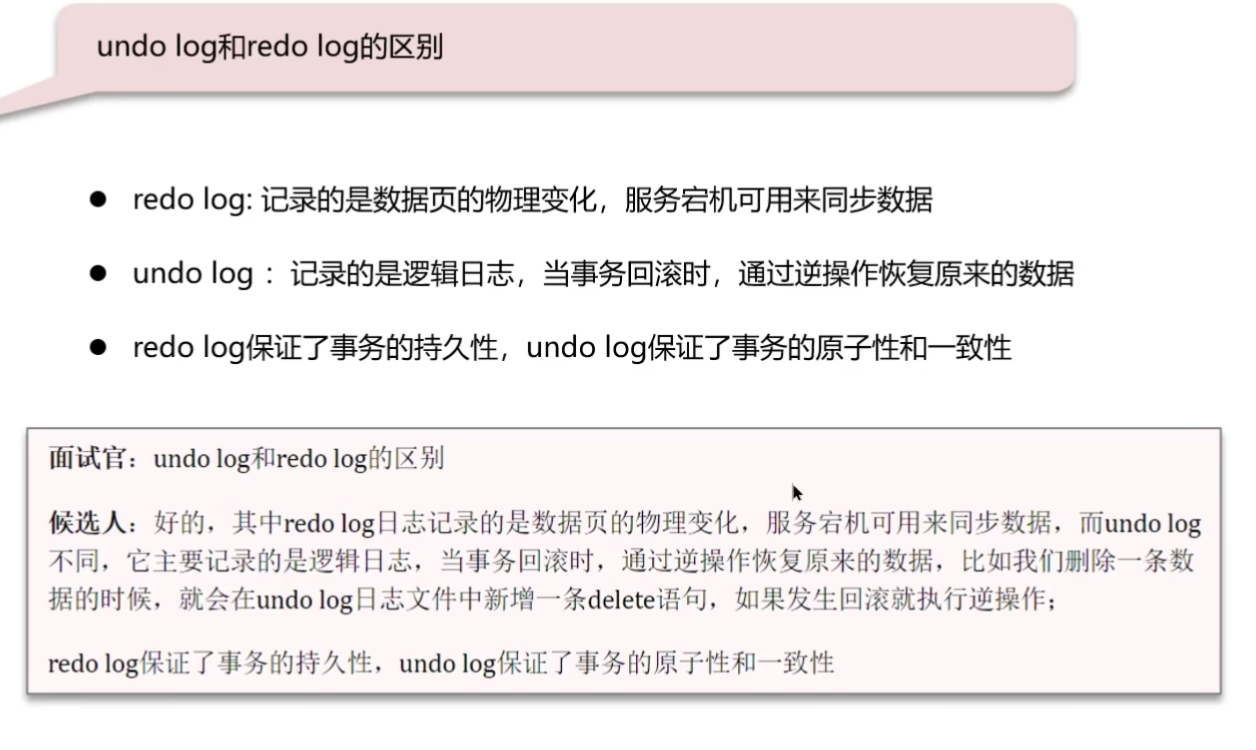 undo log和redo log的区别
redo log: 记录的是数据页的物理变化，服务宕机可用来同步数据
undo log ：记录的是逻辑日志，当事务回滚时，通过逆操作恢复原来的数据
redo log保证了事务的持久性，undo log保证了事务的原子性和一致性
面试官：undo log和redo log的区别
候选人：好的，其中redo log日志记录的是数据页的物理变化，服务宕机可用来同步数据，而undo log
不同，它主要记录的是逻辑日志，当事务回滚时，通过逆操作恢复原来的数据，比如我们删除一条数
据的时候，就会在undo log日志文件中新增一条delete语句，如果发生回滚就执行逆操作；
redo log保证了事务的持久性，undo log保证了事务的原子性和一致性